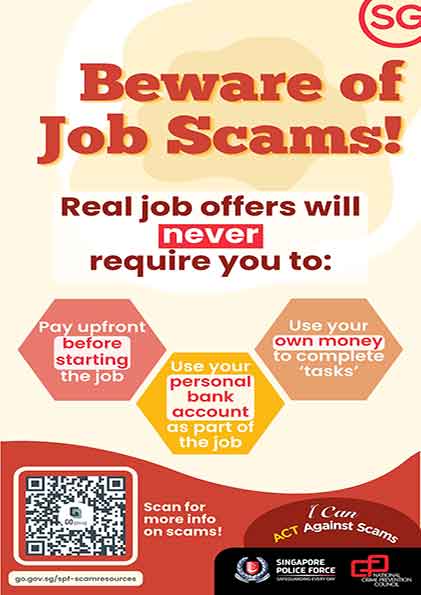 SG
Beware of
Job Scams!
Real job offers will
never
require you to:
Pay upfront
before
starting
the job
Use your
personal
bank
account
as part of
the job
Use your
own money
to complete
‘tasks’
Scan for
more info
on scams!
go.gov.sg/spf-scamresources
I Can
ACT Against Scams
SINGAPORE
POLICE FORCE
SAFEGUARDING EVERY DAY
NATIONAL
CRIME PREVENTION
COUNCIL